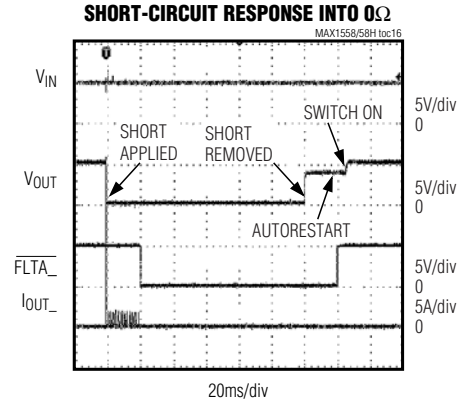 SHORT-CIRCUIT RESPONSE INTO 0Ω
MAX1558/58H toc16
VIN
5V/div
0
SWITCH ON
SHORT
APPLIED
SHORT
REMOVED
VOUT
5V/div
0
AUTORESTART
FLTA_
5V/div
0
IOUT_
5A/div
0
20ms/div